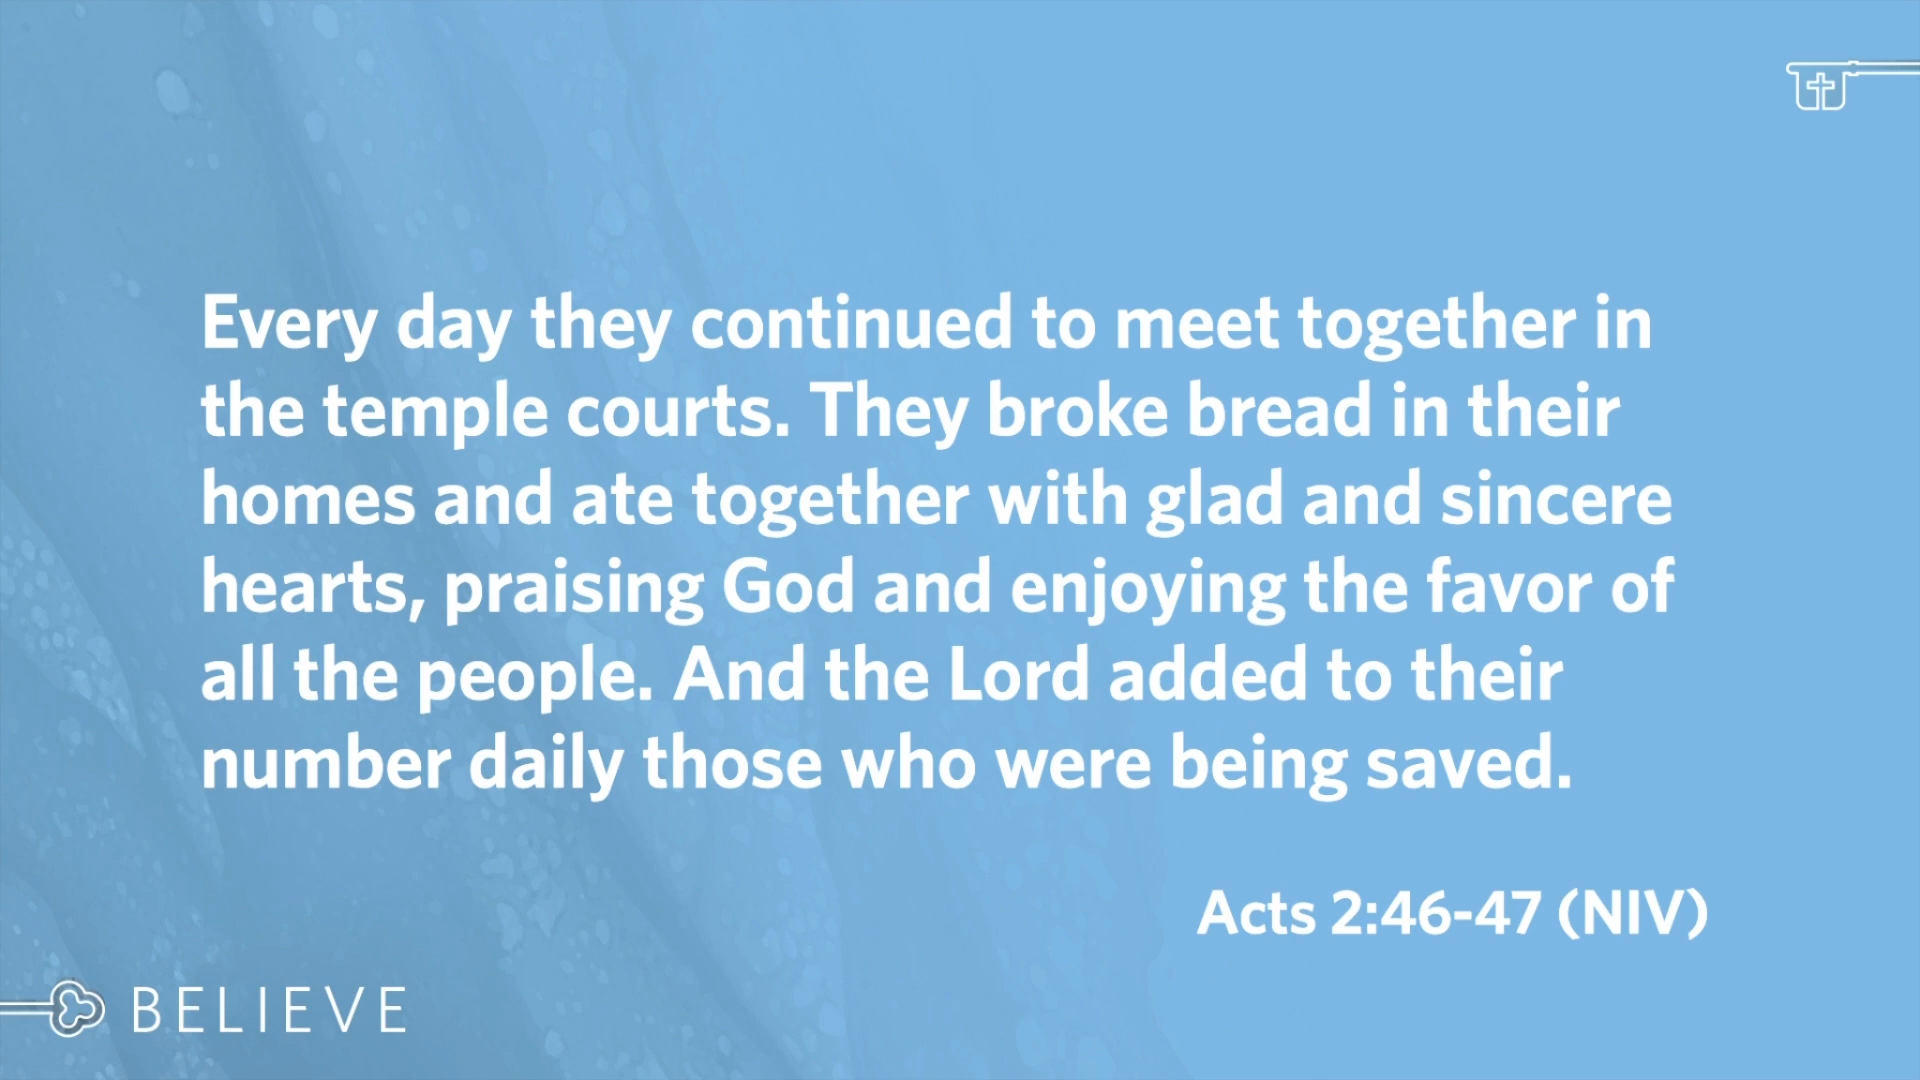 Every day they continued to meet together in
the temple courts. They broke bread in their
homes and ate together with glad and sincere
hearts, praising God and enjoying the favor of
all the people. And the Lord added to their
number daily those who were being saved.
Acts 2:46-47 (NIV)
BELIEVE